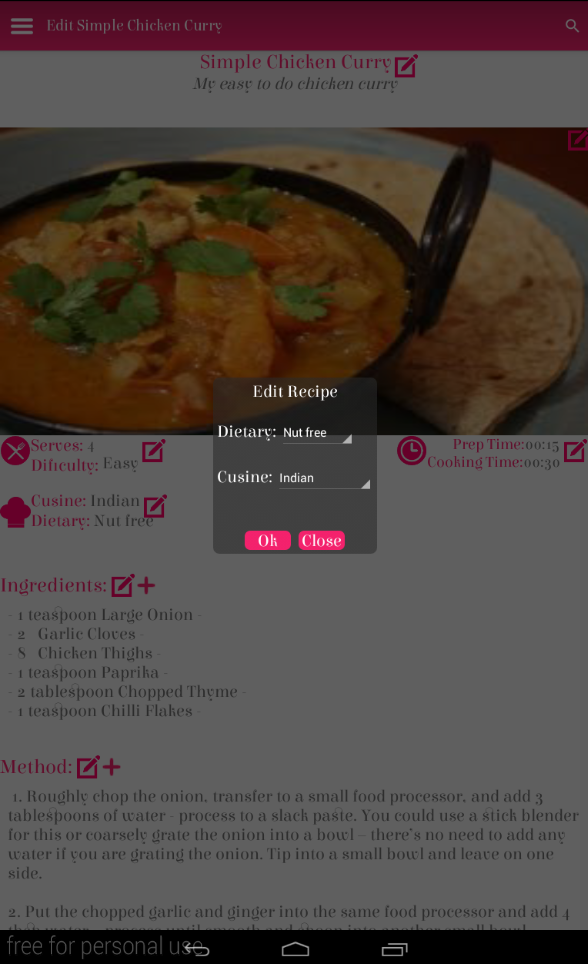 Edit Simple Chicken Curry
Simple Chicken Curry
My easy to do chicken curry
Edit Recipe
Dietary: Nut free
Cusine: Indian
Ok Close
Serves: 4
Dificulty: Easy
Prep Time:00:15
Cooking Time:00:30
Cusine: Indian
Dietary: Nut free
Ingredients:
- 1 teaspoon Large Onion -
- 2 Garlic Cloves -
- 8 Chicken Thighs -
- 1 teaspoon Paprika -
- 2 tablespoon Chopped Thyme -
- 1 teaspoon Chilli Flakes -
Method:
1. Roughly chop the onion, transfer to a small food processor, and add 3
tablespoons of water - process to a slack paste. You could use a stick blender
for this or coarsely grate the onion into a bowl – there's no need to add any
water if you are grating the onion. Tip into a small bowl and leave on one
side.
2. Put the chopped garlic and ginger into the same food processor and add 4
free for personal use